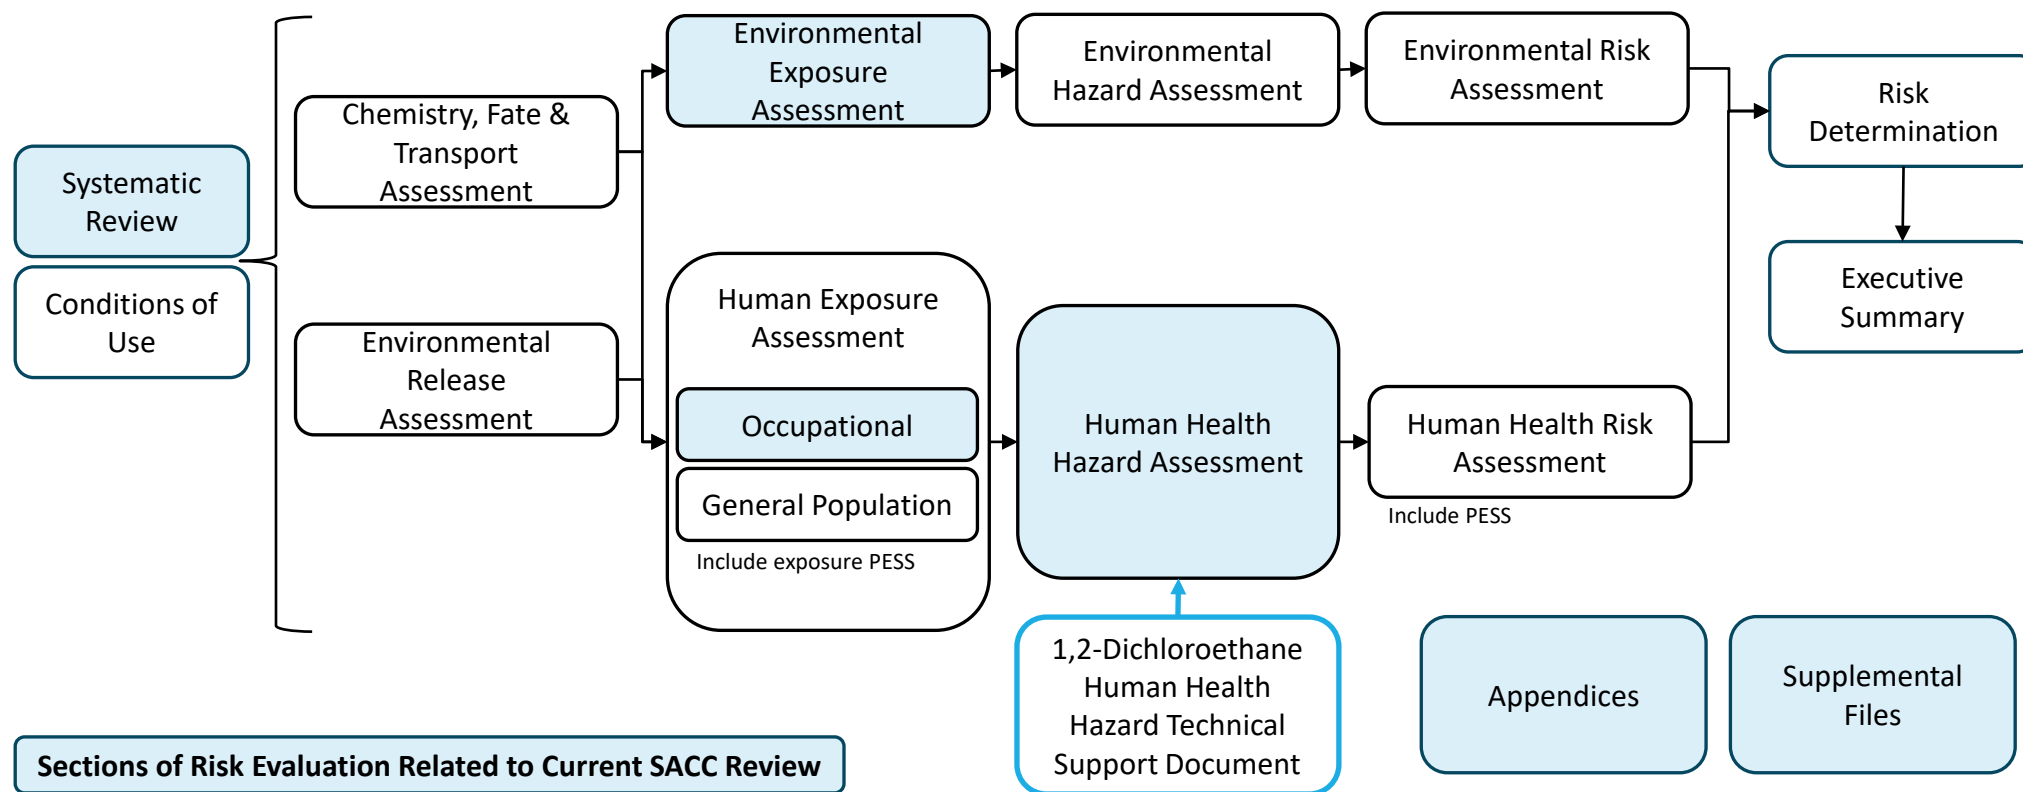 Systematic
Review
Conditions of
Use
Chemistry, Fate &
Transport
Assessment
Environmental
Release
Assessment
Environmental
Exposure
Assessment
Environmental
Hazard Assessment
Environmental Risk
Assessment
Human Exposure
Assessment
Occupational
General Population
Include exposure PESS
Human Health
Hazard Assessment
Human Health Risk
Assessment
Include PESS
Risk
Determination
Executive
Summary
1,2-Dichloroethane
Human Health
Hazard Technical
Support Document
Appendices
Supplemental
Files
Sections of Risk Evaluation Related to Current SACC Review